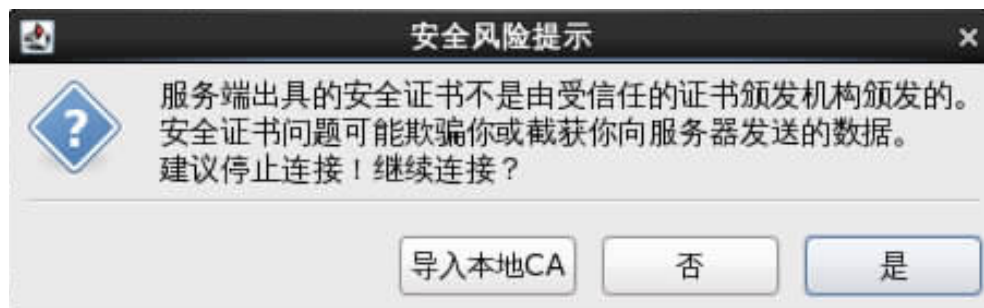 安全风险提示
服务端出具的安全证书不是由受信任的证书颁发机构颁发的。
安全证书问题可能欺骗你或截获你向服务器发送的数据。
建议停止连接！继续连接？
导入本地CA 否 是